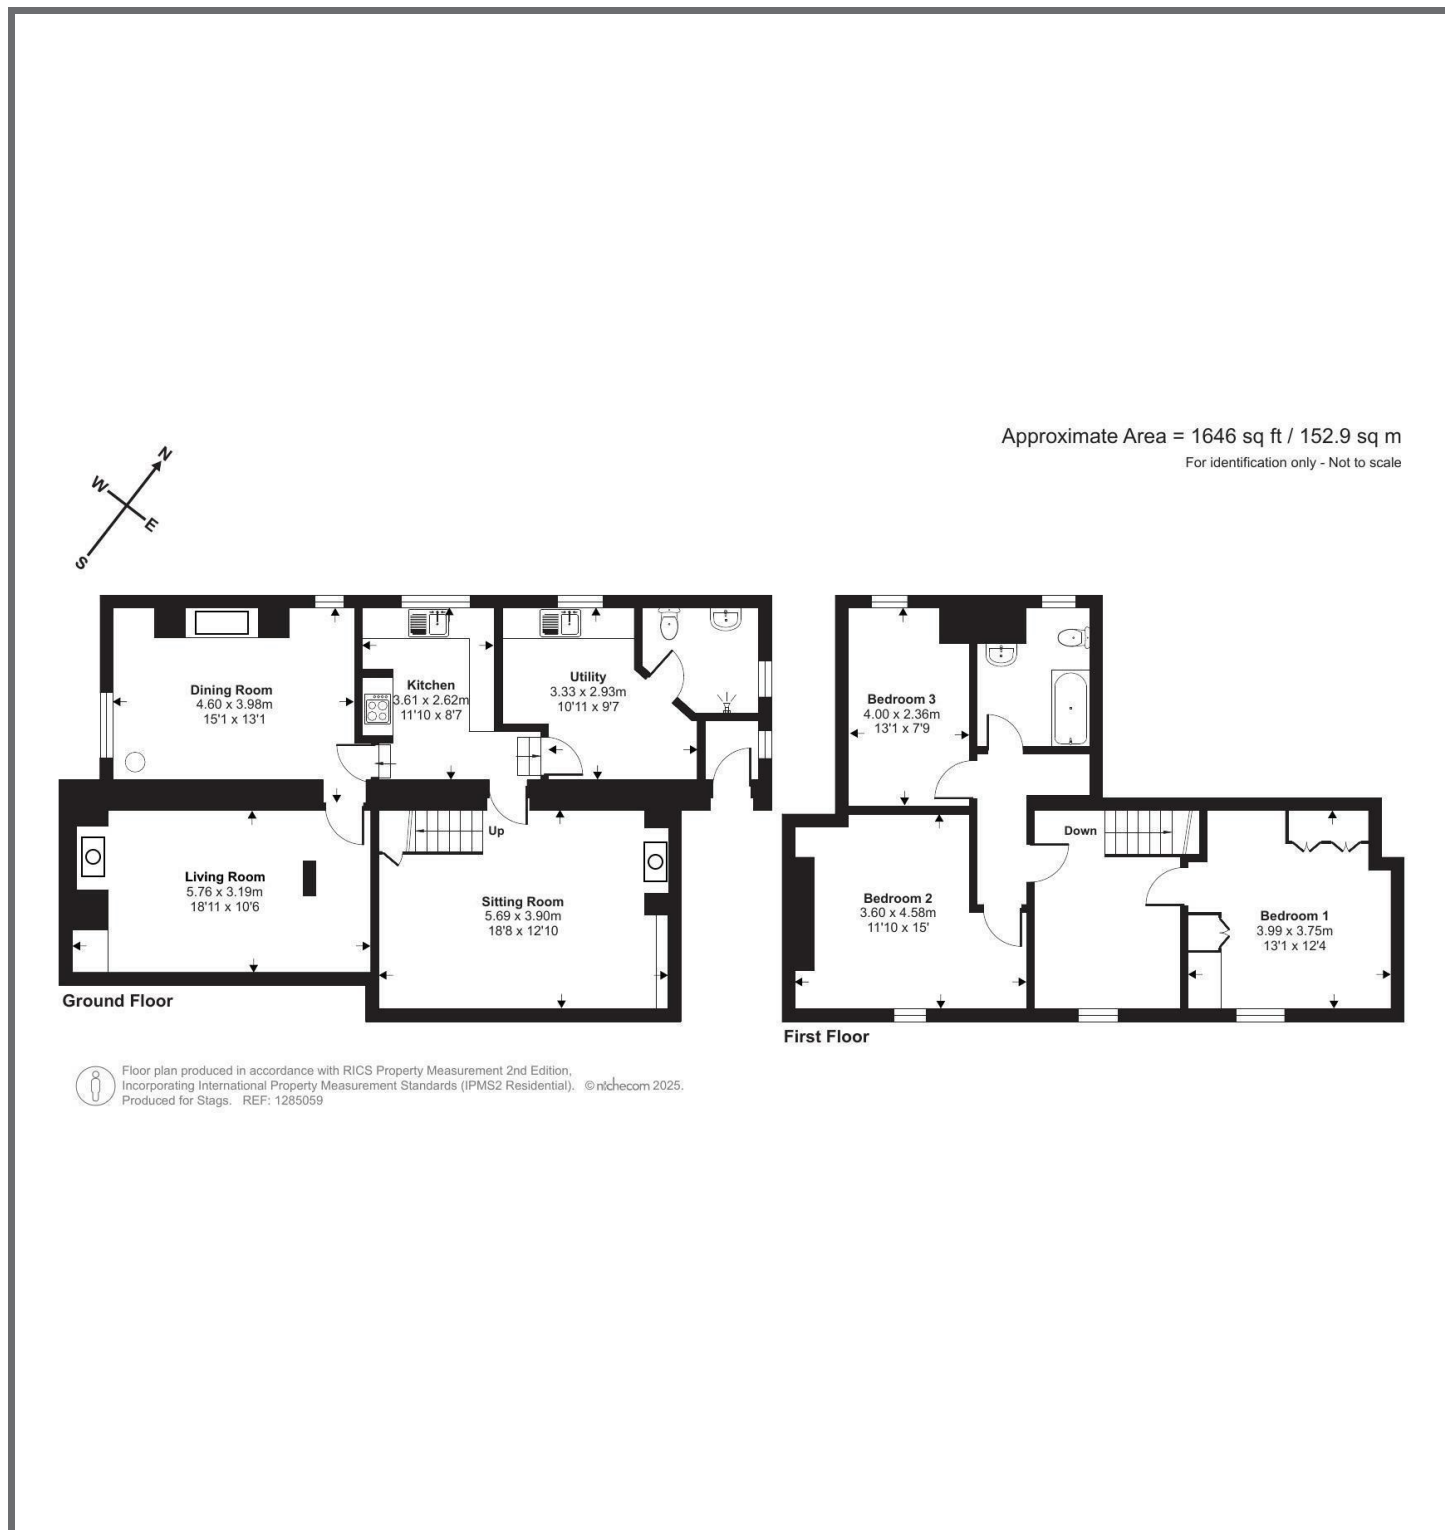 Approximate Area = 1646 sq ft / 152.9 sq m
For identification only - Not to scale
N
W
E
S
Dining Room
4.60 x 3.98m
15'1 x 13'1
Kitchen
3.61 x 2.62m
11'10 x 8'7
Utility
3.33 x 2.93m
10'11 x 9'7
Living Room
5.76 x 3.19m
18'11 x 10'6
Up
Sitting Room
5.69 x 3.90m
18'8 x 12'10
Ground Floor
Bedroom 3
4.00 x 2.36m
13'1 x 7'9
Bedroom 2
3.60 x 4.58m
11'10 x 15'
Down
Bedroom 1
3.99 x 3.75m
13'1 x 12'4
First Floor
Floor plan produced in accordance with RICS Property Measurement 2nd Edition,
Incorporating International Property Measurement Standards (IPMS2 Residential). © nichecom 2025.
Produced for Stags. REF: 1285059